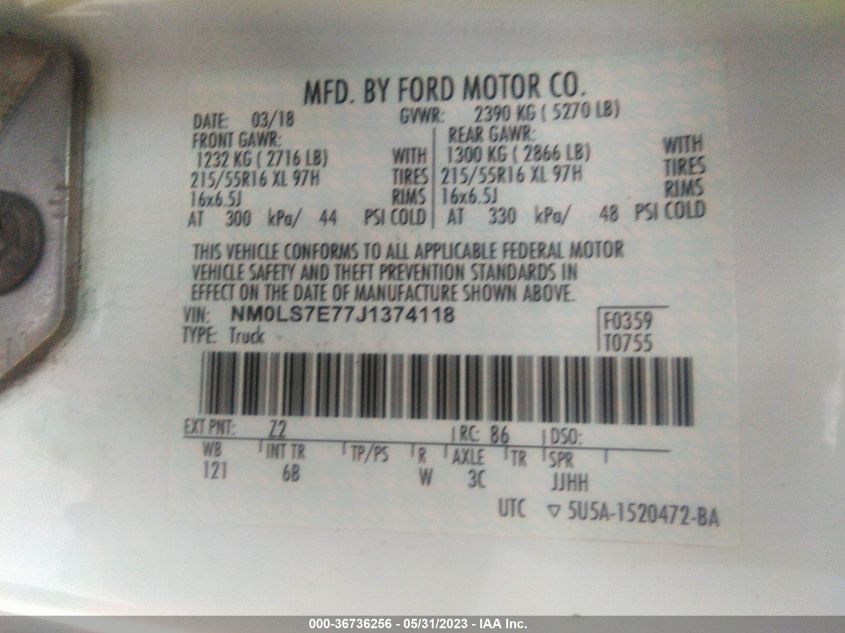 MFD. BY FORD MOTOR CO.
DATE: 03/18 GVWR: 2390 KG ( 5270 LB)
FRONT GAWR: REAR GAWR:
1232 KG ( 2716 LB) WITH 1300 KG ( 2866 LB) WITH
215/55R16 XL 97H TIRES 215/55R16 XL 97H TIRES
16x6.5J RIMS 16x6.5J RIMS
AT 300 kPa/ 44 PSI COLD AT 330 kPa/ 48 PSI COLD
THIS VEHICLE CONFORMS TO ALL APPLICABLE FEDERAL MOTOR
VEHICLE SAFETY AND THEFT PREVENTION STANDARDS IN
EFFECT ON THE DATE OF MANUFACTURE SHOWN ABOVE.
VIN: NM0LS7E77J1374118 F0359
TYPE: Truck T0755
EXT PNT: Z2 RC: 86 DSO:
WB INT TR TP/PS R AXLE TR SPR
121 6B W 3C JJHH
UTC ▽ 5U5A-1520472-BA
000-36736256 - 05/31/2023 - IAA Inc.